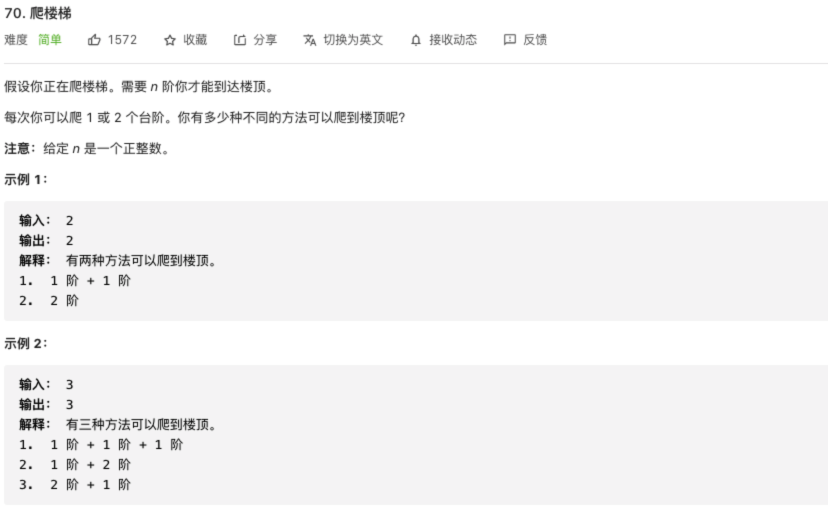 70. 爬楼梯
难度 简单 1572 收藏 分享 切换为英文 接收动态 反馈
假设你正在爬楼梯。需要 n 阶你才能到达楼顶。
每次你可以爬 1 或 2 个台阶。你有多少种不同的方法可以爬到楼顶呢？
注意：给定 n 是一个正整数。
示例 1：
输入： 2
输出： 2
解释： 有两种方法可以爬到楼顶。
1. 1 阶 + 1 阶
2. 2 阶
示例 2：
输入： 3
输出： 3
解释： 有三种方法可以爬到楼顶。
1. 1 阶 + 1 阶 + 1 阶
2. 1 阶 + 2 阶
3. 2 阶 + 1 阶